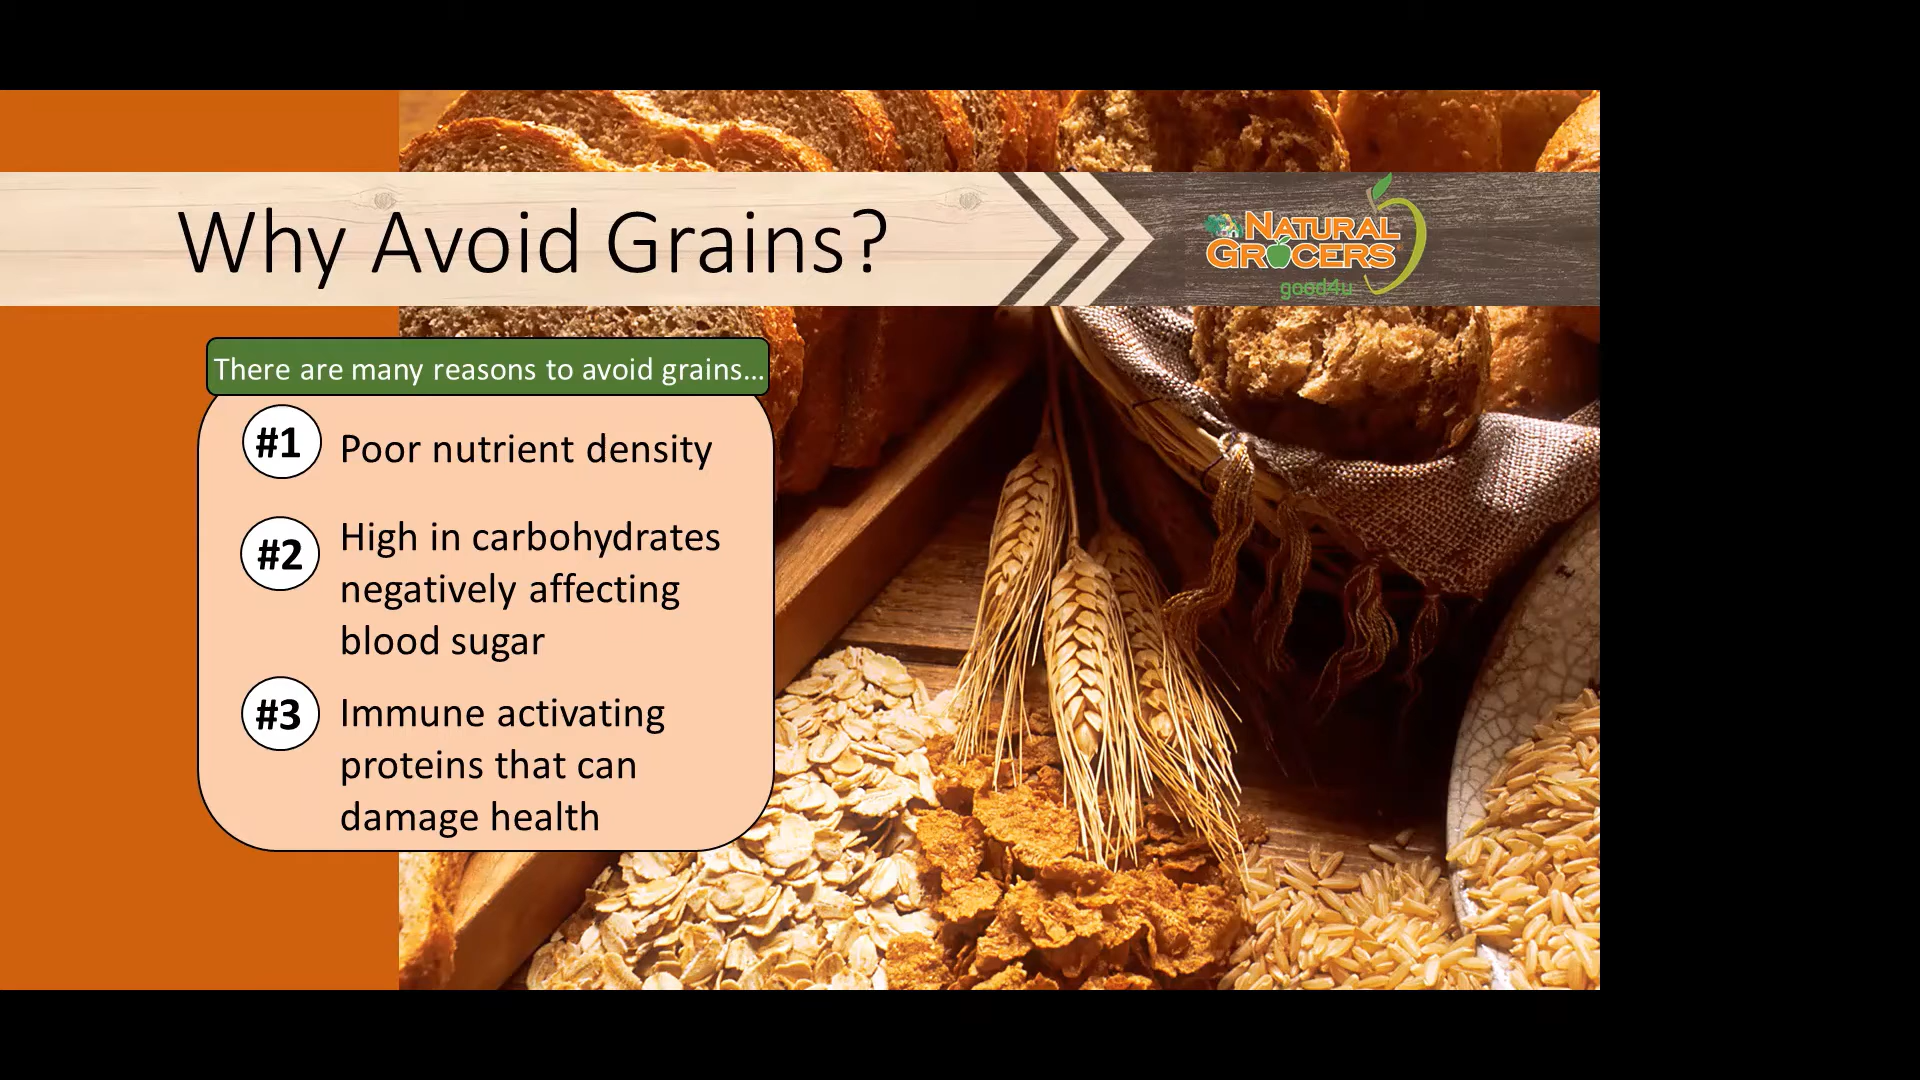 Why Avoid Grains?
NATURAL
GROCERS
good4u
There are many reasons to avoid grains...
#1 Poor nutrient density
#2 High in carbohydrates
negatively affecting
blood sugar
#3 Immune activating
proteins that can
damage health